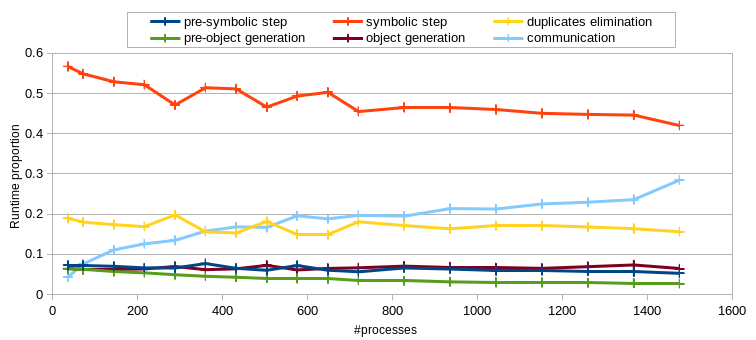 pre-symbolic step symbolic step duplicates elimination
pre-object generation object generation communication
0.6
0.5
0.4
0.3
0.2
0.1
0
Runtime proportion
0 200 400 600 800 1000 1200 1400 1600
#processes